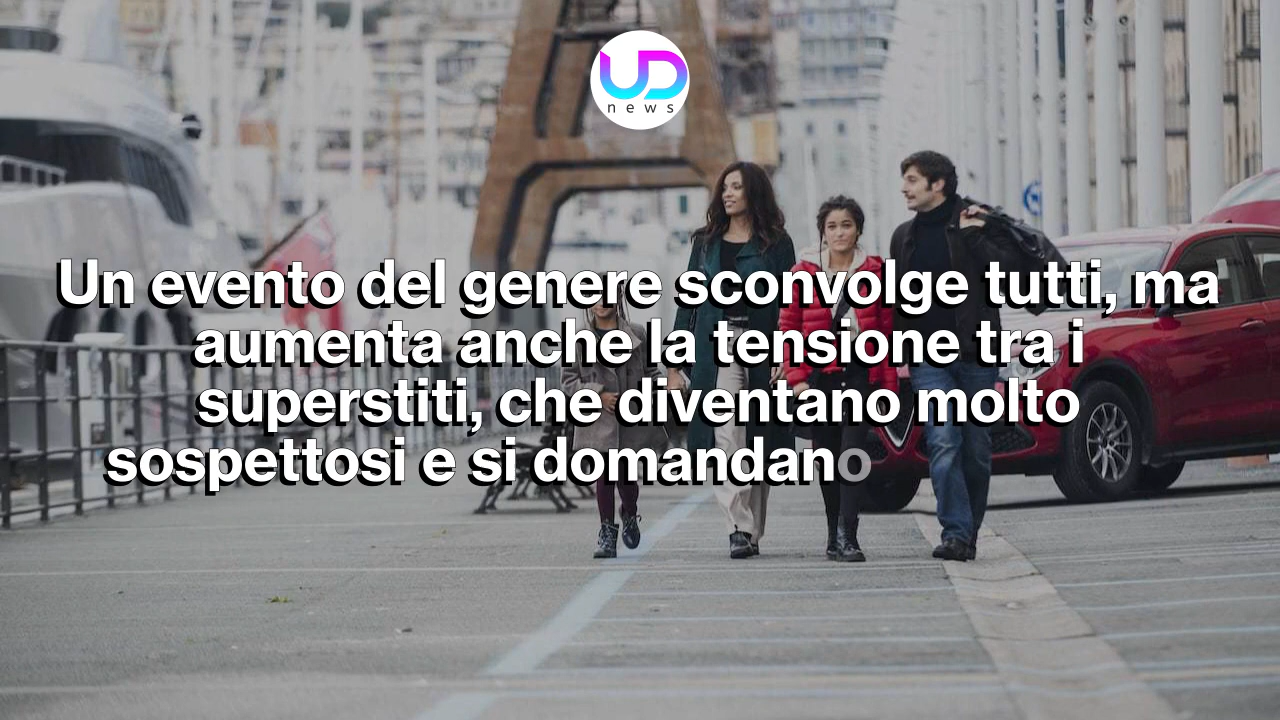 UD
news
Un evento del genere sconvolge tutti, ma
aumenta anche la tensione tra i
superstiti, che diventano molto
sospettosi e si domandano